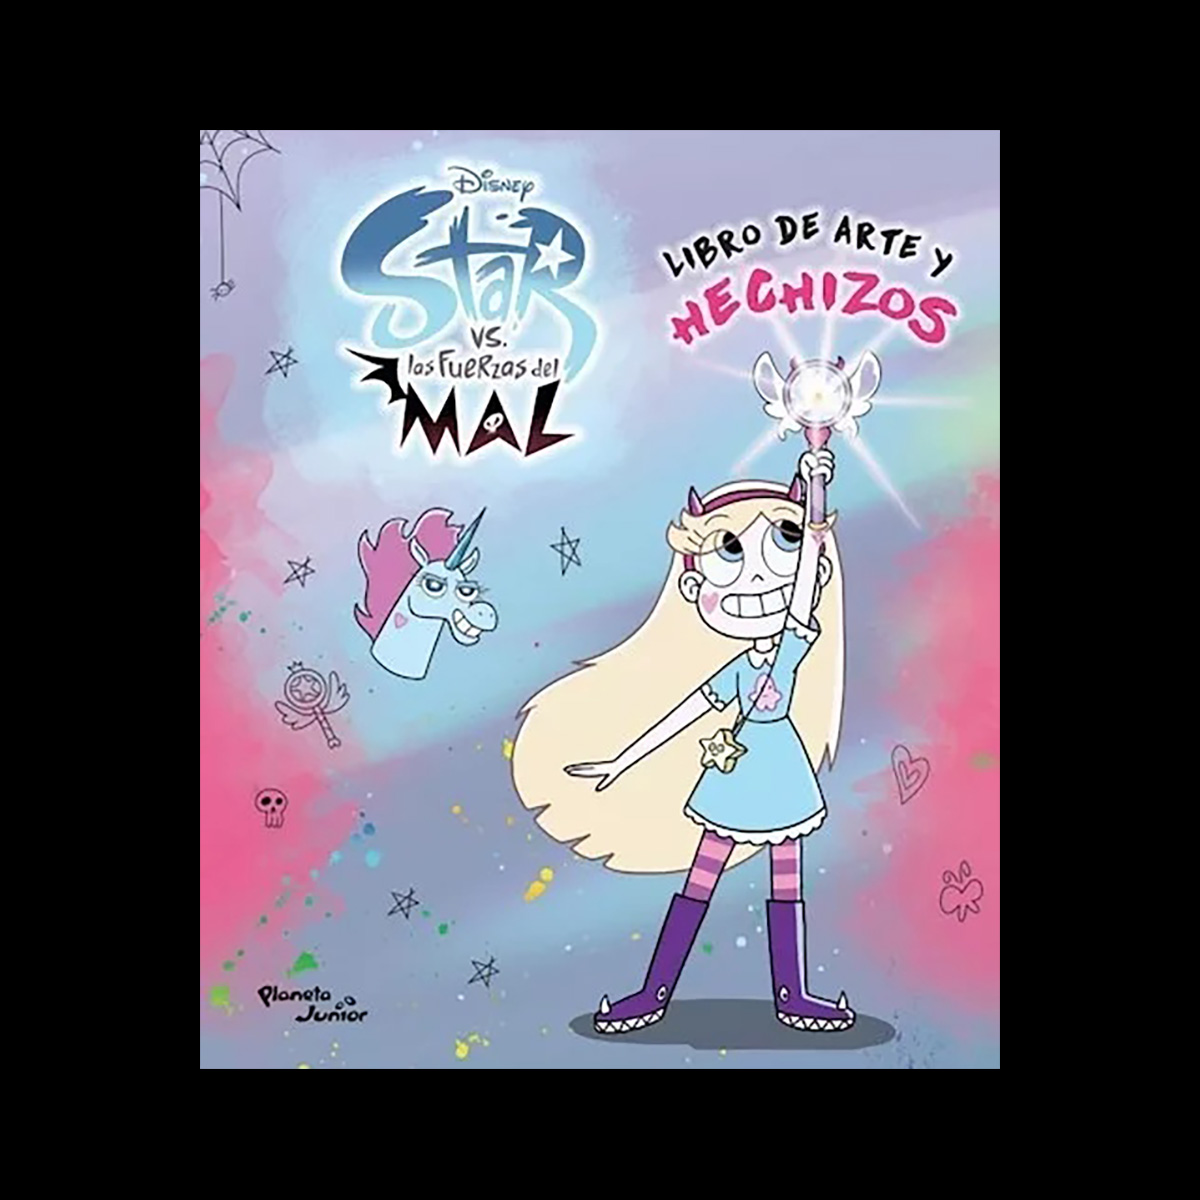 Disney
Star
vs.
las Fuerzas del
MAL
LIBRO DE ARTE Y
HECHIZOS
Planeta
Junior